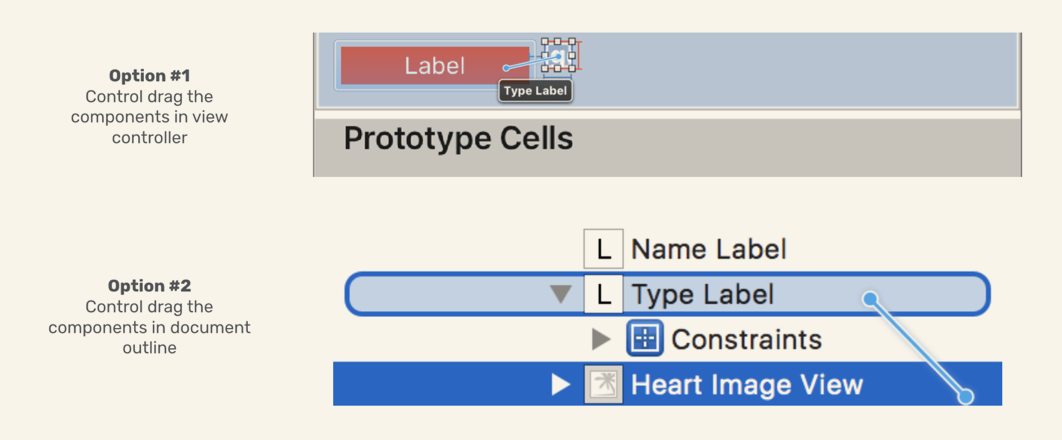 Option #1
Control drag the
components in view
controller
Label
Type Label
Prototype Cells
Option #2
Control drag the
components in document
outline
L Name Label
L Type Label
Constraints
Heart Image View